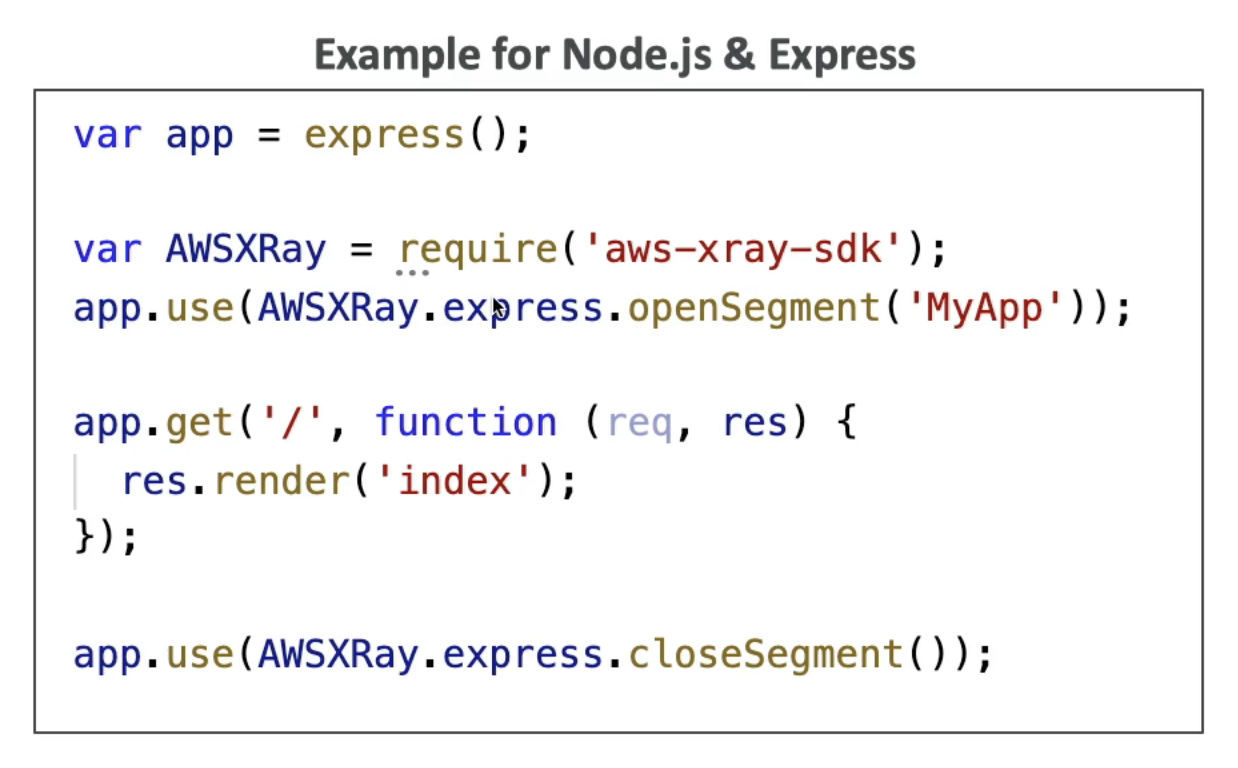 Example for Node.js & Express
var app = express();
var AWSXRay = require('aws-xray-sdk');
app.use(AWSXRay.express.openSegment('MyApp'));
app.get('/', function (req, res) {
  res.render('index');
});
app.use(AWSXRay.express.closeSegment());